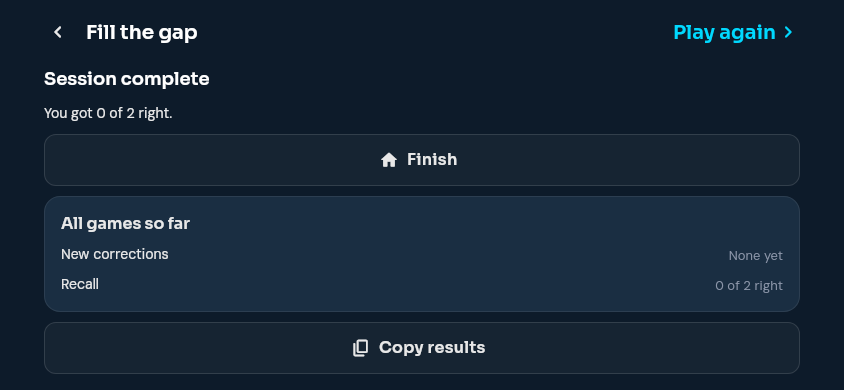 Fill the gap
Play again
Session complete
You got 0 of 2 right.
Finish
All games so far
New corrections
None yet
Recall
0 of 2 right
Copy results